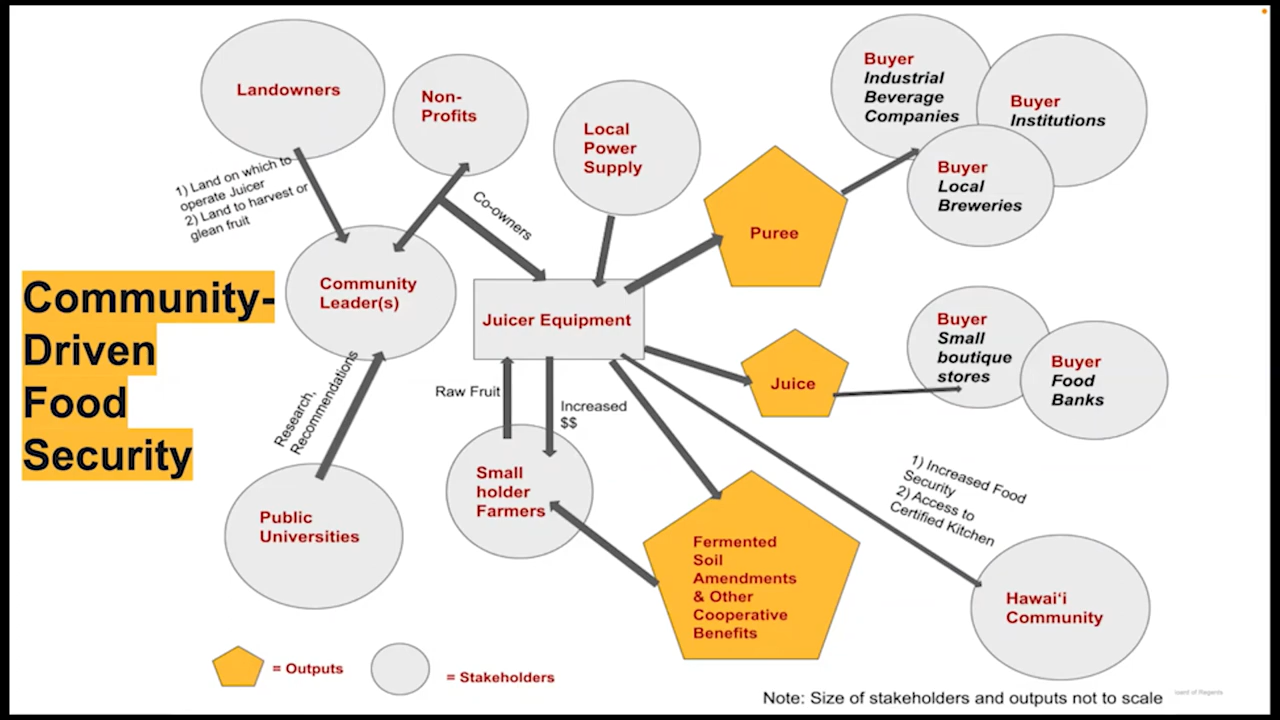 Landowners
Non-
Profits
Local
Power
Supply
Buyer
Industrial
Beverage
Companies
Buyer
Institutions
Buyer
Local
Breweries
1) Land on which to
operate Juicer
2) Land to harvest or
glean fruit
Co-owners
Puree
Community-
Driven
Food
Security
Community
Leader(s)
Juicer Equipment
Buyer
Small
boutique
stores
Buyer
Food
Banks
Juice
Research,
Recommendations
Raw Fruit
Increased
$$
Small
holder
Farmers
1) Increased Food
Security
2) Access to
Certified Kitchen
Public
Universities
Fermented
Soil
Amendments
& Other
Cooperative
Benefits
Hawaiʻi
Community
= Outputs
= Stakeholders
Note: Size of stakeholders and outputs not to scale
of Regents